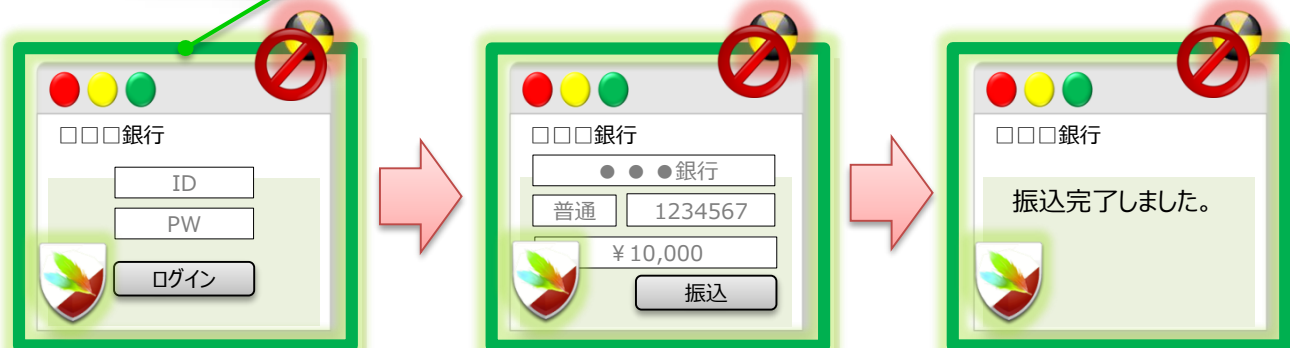 □□□銀行
ID
PW
ログイン
□□□銀行
● ● ●銀行
普通 1234567
¥10,000
振込
□□□銀行
振込完了しました。